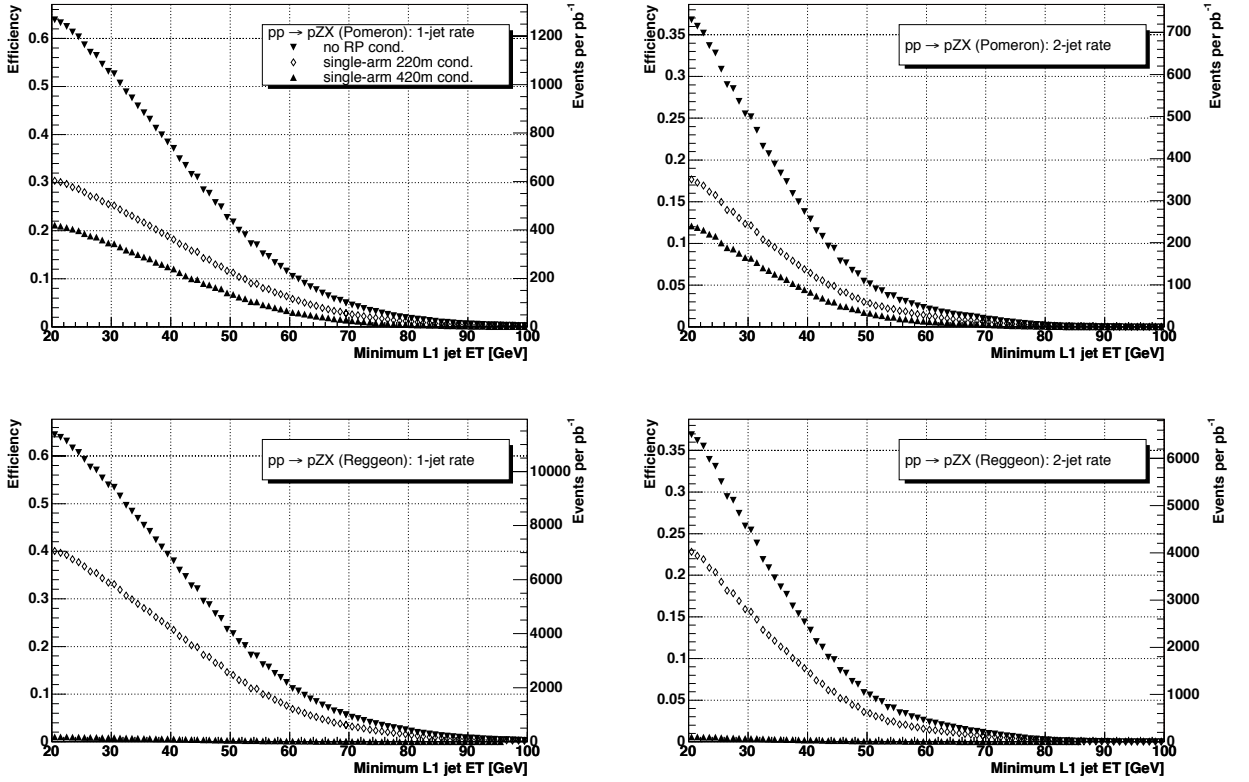 pp → pZX (Pomeron): 1-jet rate
no RP cond.
single-arm 220m cond.
single-arm 420m cond.
Efficiency
0.6
0.5
0.4
0.3
0.2
0.1
0
Events per pb⁻¹
1200
1000
800
600
400
200
0
20 30 40 50 60 70 80 90 100
Minimum L1 jet ET [GeV]
pp → pZX (Pomeron): 2-jet rate
Efficiency
0.35
0.3
0.25
0.2
0.15
0.1
0.05
0
Events per pb⁻¹
700
600
500
400
300
200
100
0
20 30 40 50 60 70 80 90 100
Minimum L1 jet ET [GeV]
pp → pZX (Reggeon): 1-jet rate
Efficiency
0.6
0.5
0.4
0.3
0.2
0.1
0
Events per pb⁻¹
10000
8000
6000
4000
2000
0
20 30 40 50 60 70 80 90 100
Minimum L1 jet ET [GeV]
pp → pZX (Reggeon): 2-jet rate
Efficiency
0.35
0.3
0.25
0.2
0.15
0.1
0.05
0
Events per pb⁻¹
6000
5000
4000
3000
2000
1000
0
20 30 40 50 60 70 80 90 100
Minimum L1 jet ET [GeV]